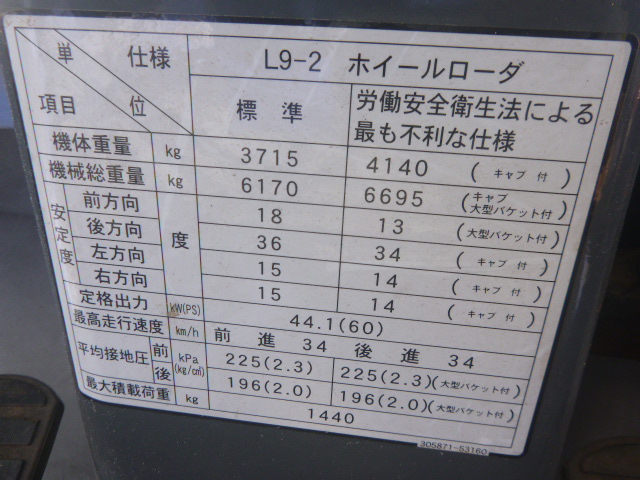 単 仕様 L9-2 ホイールローダ
項目 位 標準 労働安全衛生法による
最も不利な仕様
機体重量 kg 3715 4140 (キャブ 付)
機械総重量 kg 6170 6695 (キャブ
大型バケット付)
安定度 前方向 度 18 13 (大型バケット付)
後方向 36 34 (キャブ 付)
左方向 15 14 (キャブ 付)
右方向 15 14 (キャブ 付)
定格出力 kW(PS) 44.1(60)
最高走行速度 km/h 前進 34 後進 34
平均接地圧 前 kPa 225(2.3) 225(2.3)(大型バケット付)
後 (kg/c㎡) 196(2.0) 196(2.0)(大型バケット付)
最大積載荷重 kg 1440
305871-53160